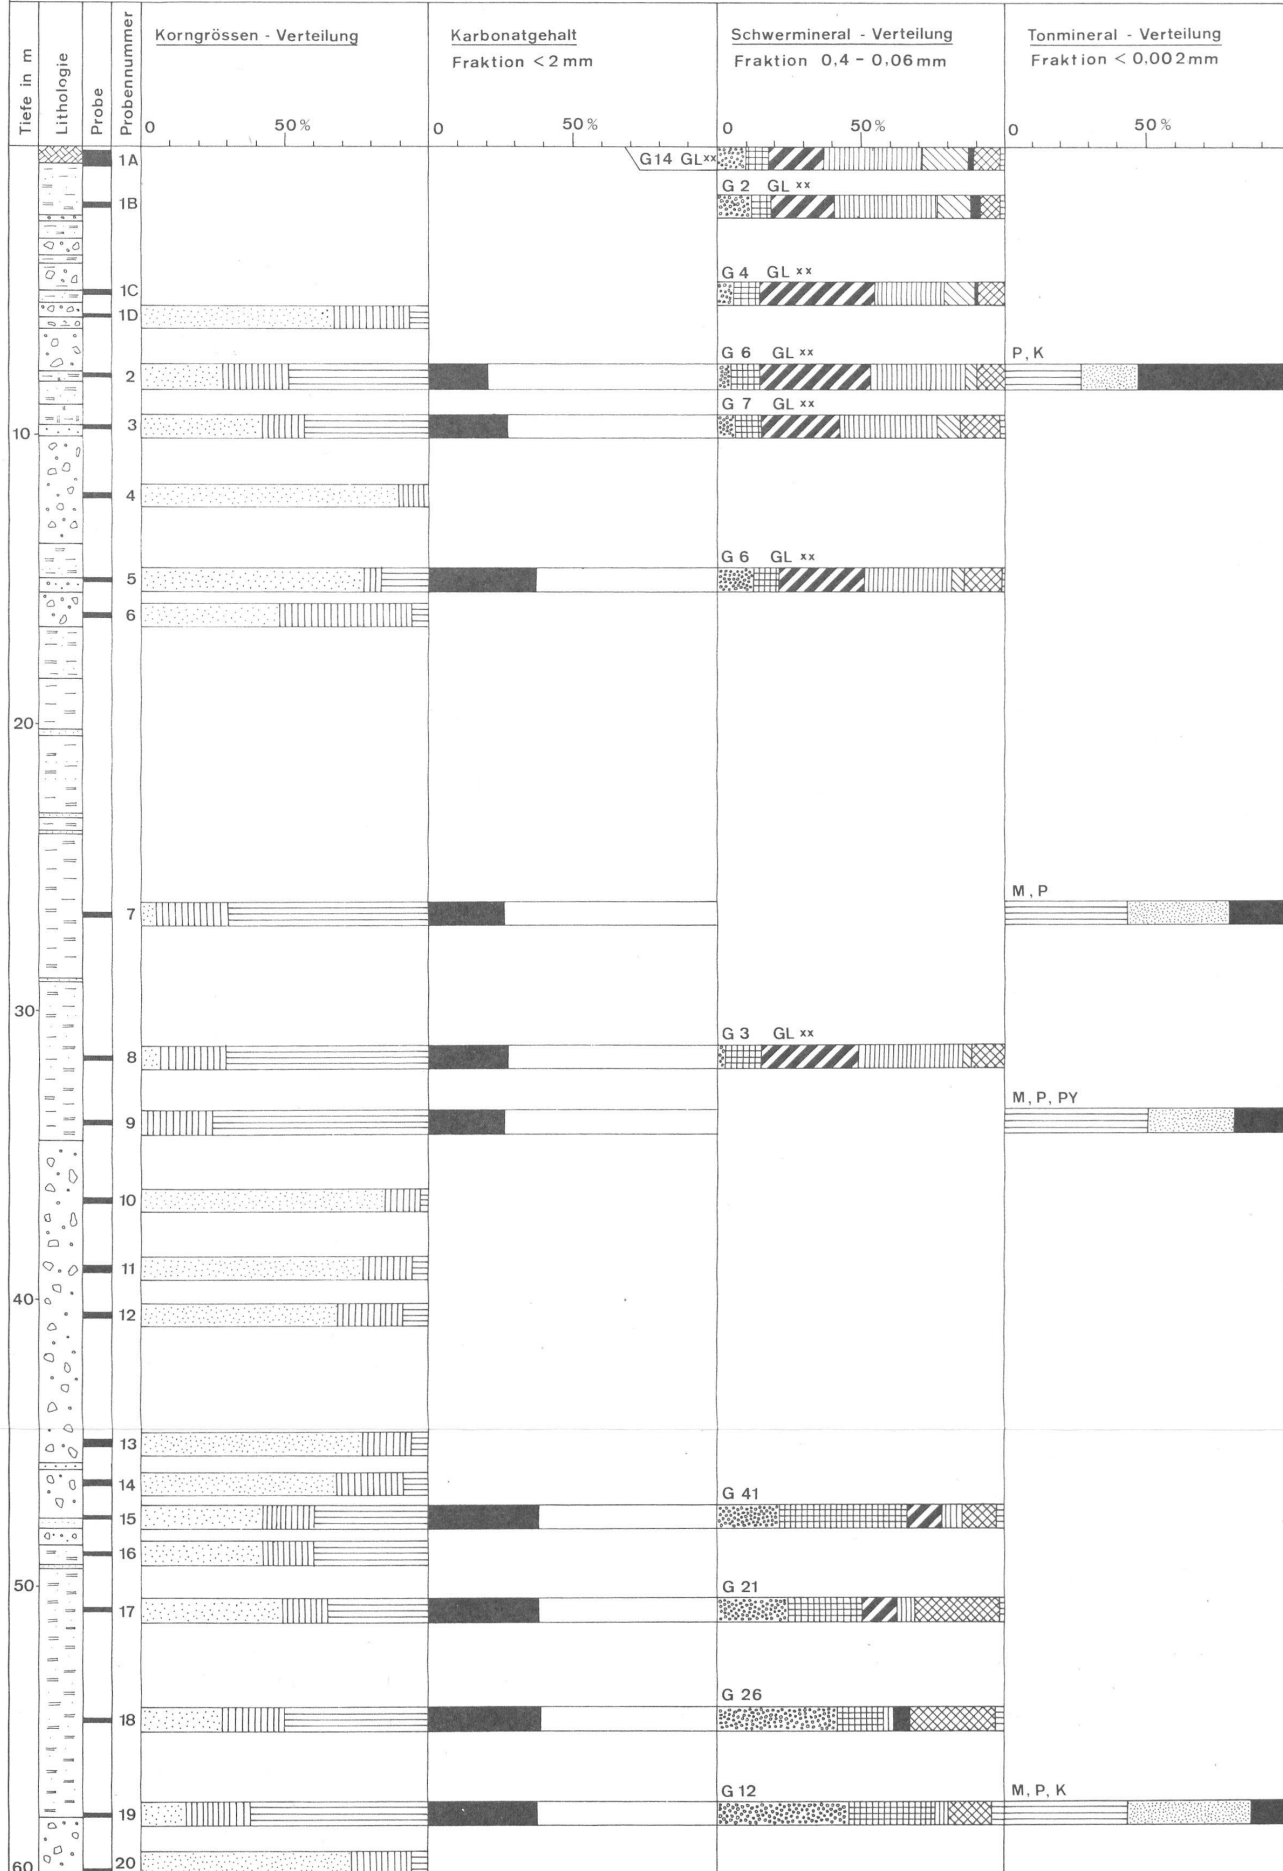 Tiefe in m
Lithologie
Probe
Probennummer
Korngrössen - Verteilung
Karbonatgehalt
Fraktion < 2 mm
Schwermineral - Verteilung
Fraktion 0,4 - 0,06 mm
Tonmineral - Verteilung
Fraktion < 0,002 mm
0 50% 0 50% 0 50% 0 50%
1A G14 GL xx
G 2 GL xx
1B
G 4 GL xx
1C
1D
G 6 GL xx P, K
2
G 7 GL xx
3
10
4
G 6 GL xx
5
6
20
M, P
7
30
G 3 GL xx
8
M, P, PY
9
10
11
40
12
13
14
G 41
15
16
50
G 21
17
G 26
18
G 12 M, P, K
19
60 20